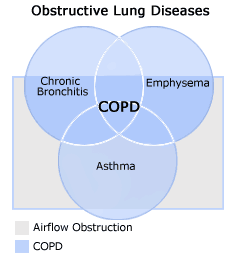 Obstructive Lung Diseases
Chronic
Bronchitis
Emphysema
COPD
Asthma
Airflow Obstruction
COPD